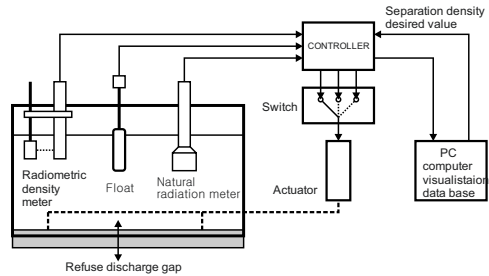 Separation density
desired value
CONTROLLER
Switch
Radiometric
density
meter
Float
Natural
radiation meter
Actuator
PC
computer
visualistaion
data base
Refuse discharge gap